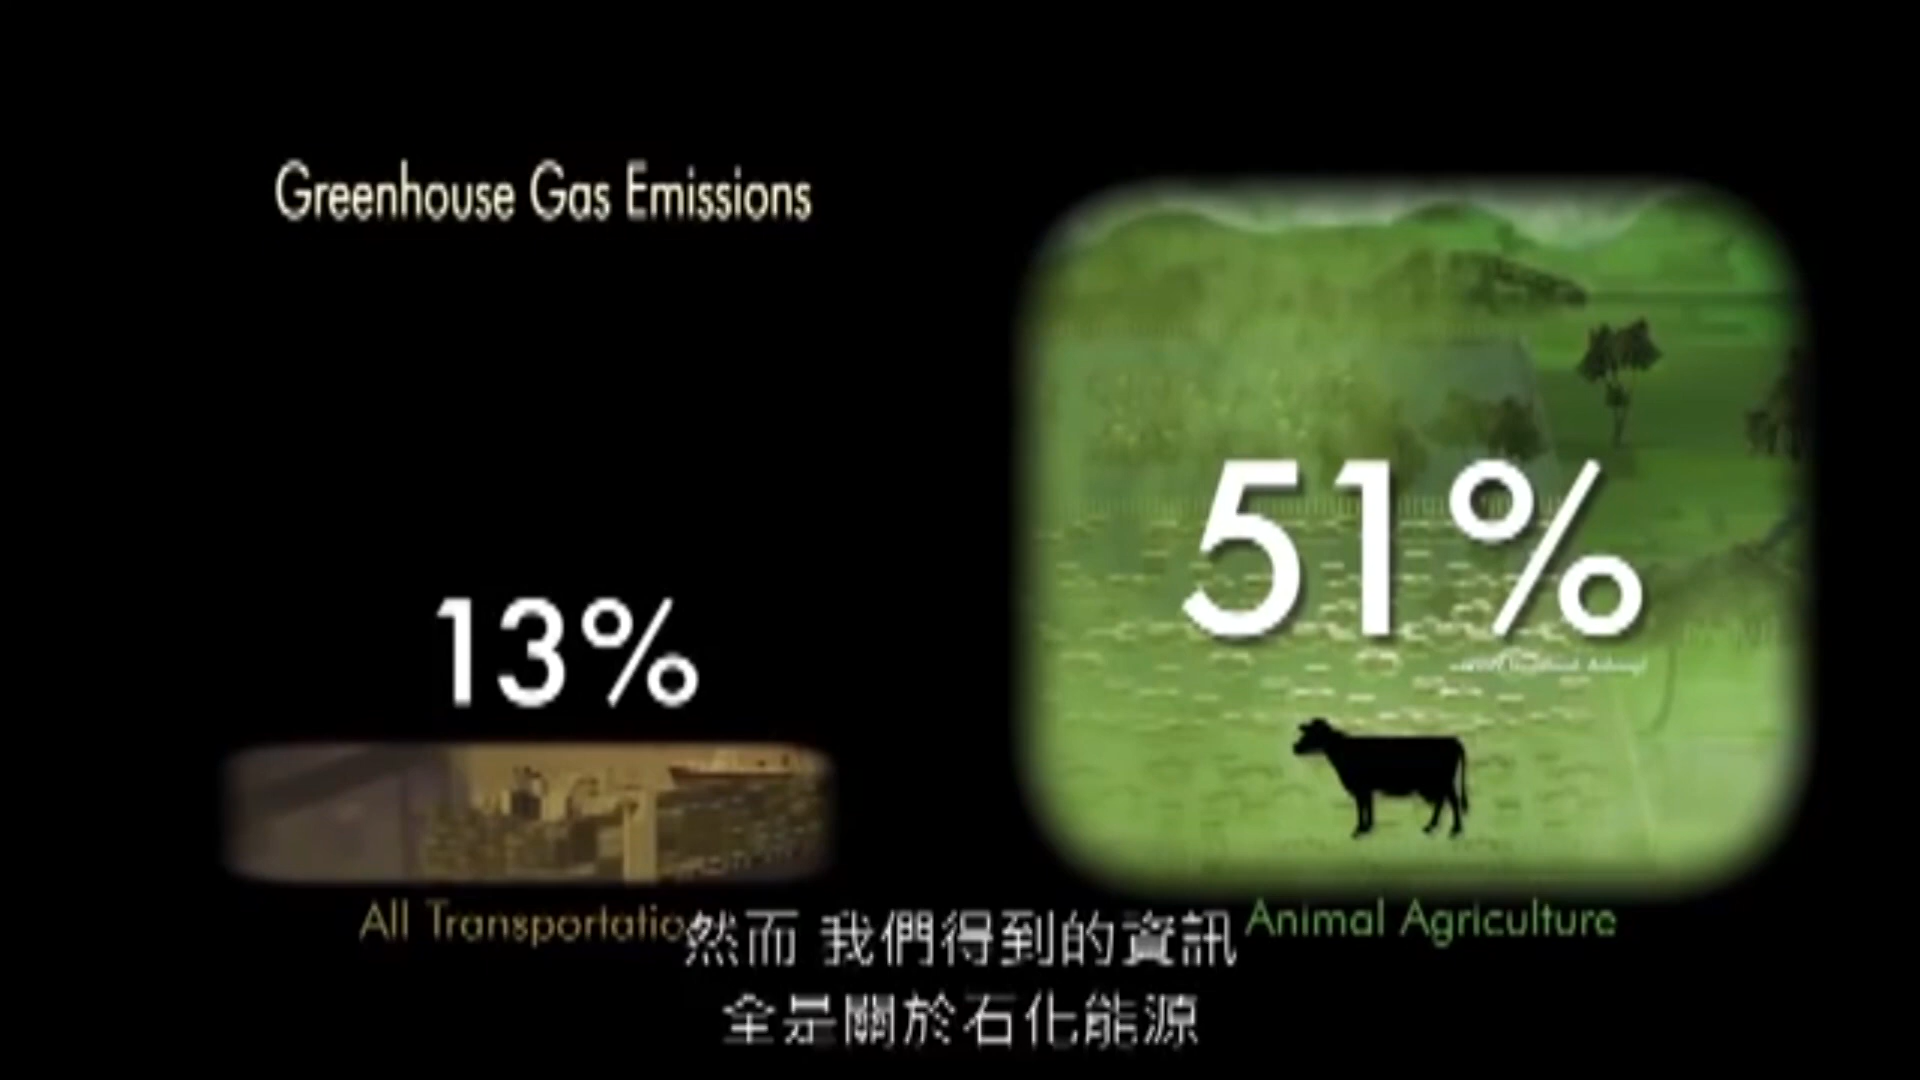 Greenhouse Gas Emissions
51%
13%
All Transportatio
Animal Agriculture
然而 我們得到的資訊
全是關於石化能源